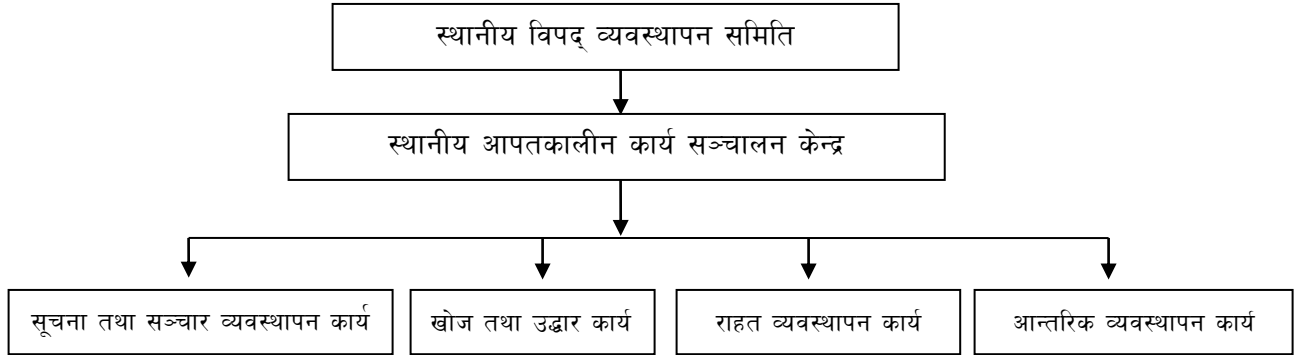 स्थानीय विपद् व्यवस्थापन समिति
स्थानीय आपतकालीन कार्य सञ्चालन केन्द्र
सूचना तथा सञ्चार व्यवस्थापन कार्य
खोज तथा उद्धार कार्य
राहत व्यवस्थापन कार्य
आन्तरिक व्यवस्थापन कार्य